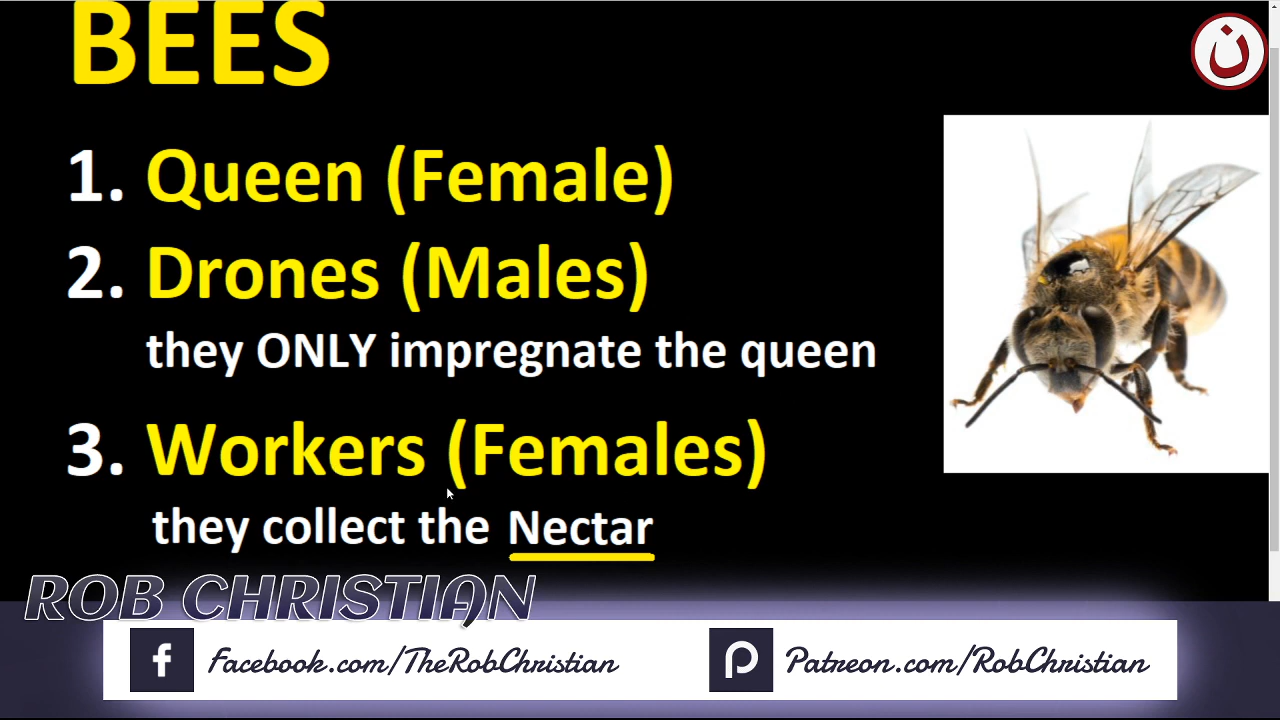 BEES
ن
1. Queen (Female)
2. Drones (Males)
they ONLY impregnate the queen
3. Workers (Females)
they collect the Nectar
ROB CHRISTIAN
f Facebook.com/TheRobChristian
Patreon.com/RobChristian